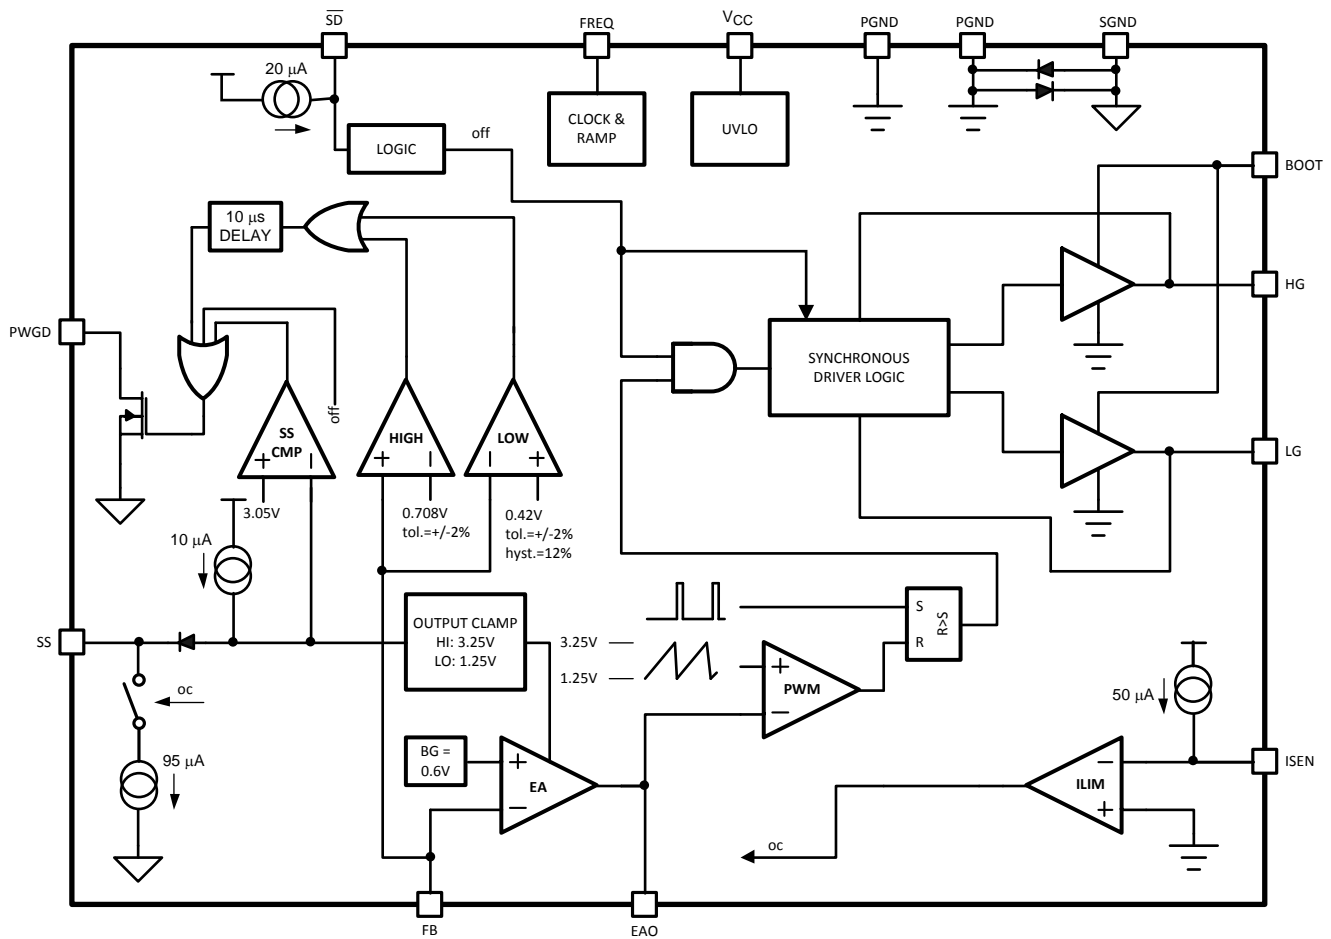 SD
FREQ
VCC
PGND
PGND
SGND
20 μA
LOGIC
off
CLOCK &
RAMP
UVLO
BOOT
10 μs
DELAY
HG
PWGD
SYNCHRONOUS
DRIVER LOGIC
off
SS
CMP
+
−
HIGH
+
−
LOW
−
+
LG
3.05V
0.708V
tol.=+/-2%
0.42V
tol.=+/-2%
hyst.=12%
10 μA
SS
OUTPUT CLAMP
HI: 3.25V
LO: 1.25V
3.25V
1.25V
S
R
R>S
+
−
PWM
oc
50 μA
95 μA
BG =
0.6V
+
−
EA
ISEN
−
+
ILIM
oc
FB
EAO